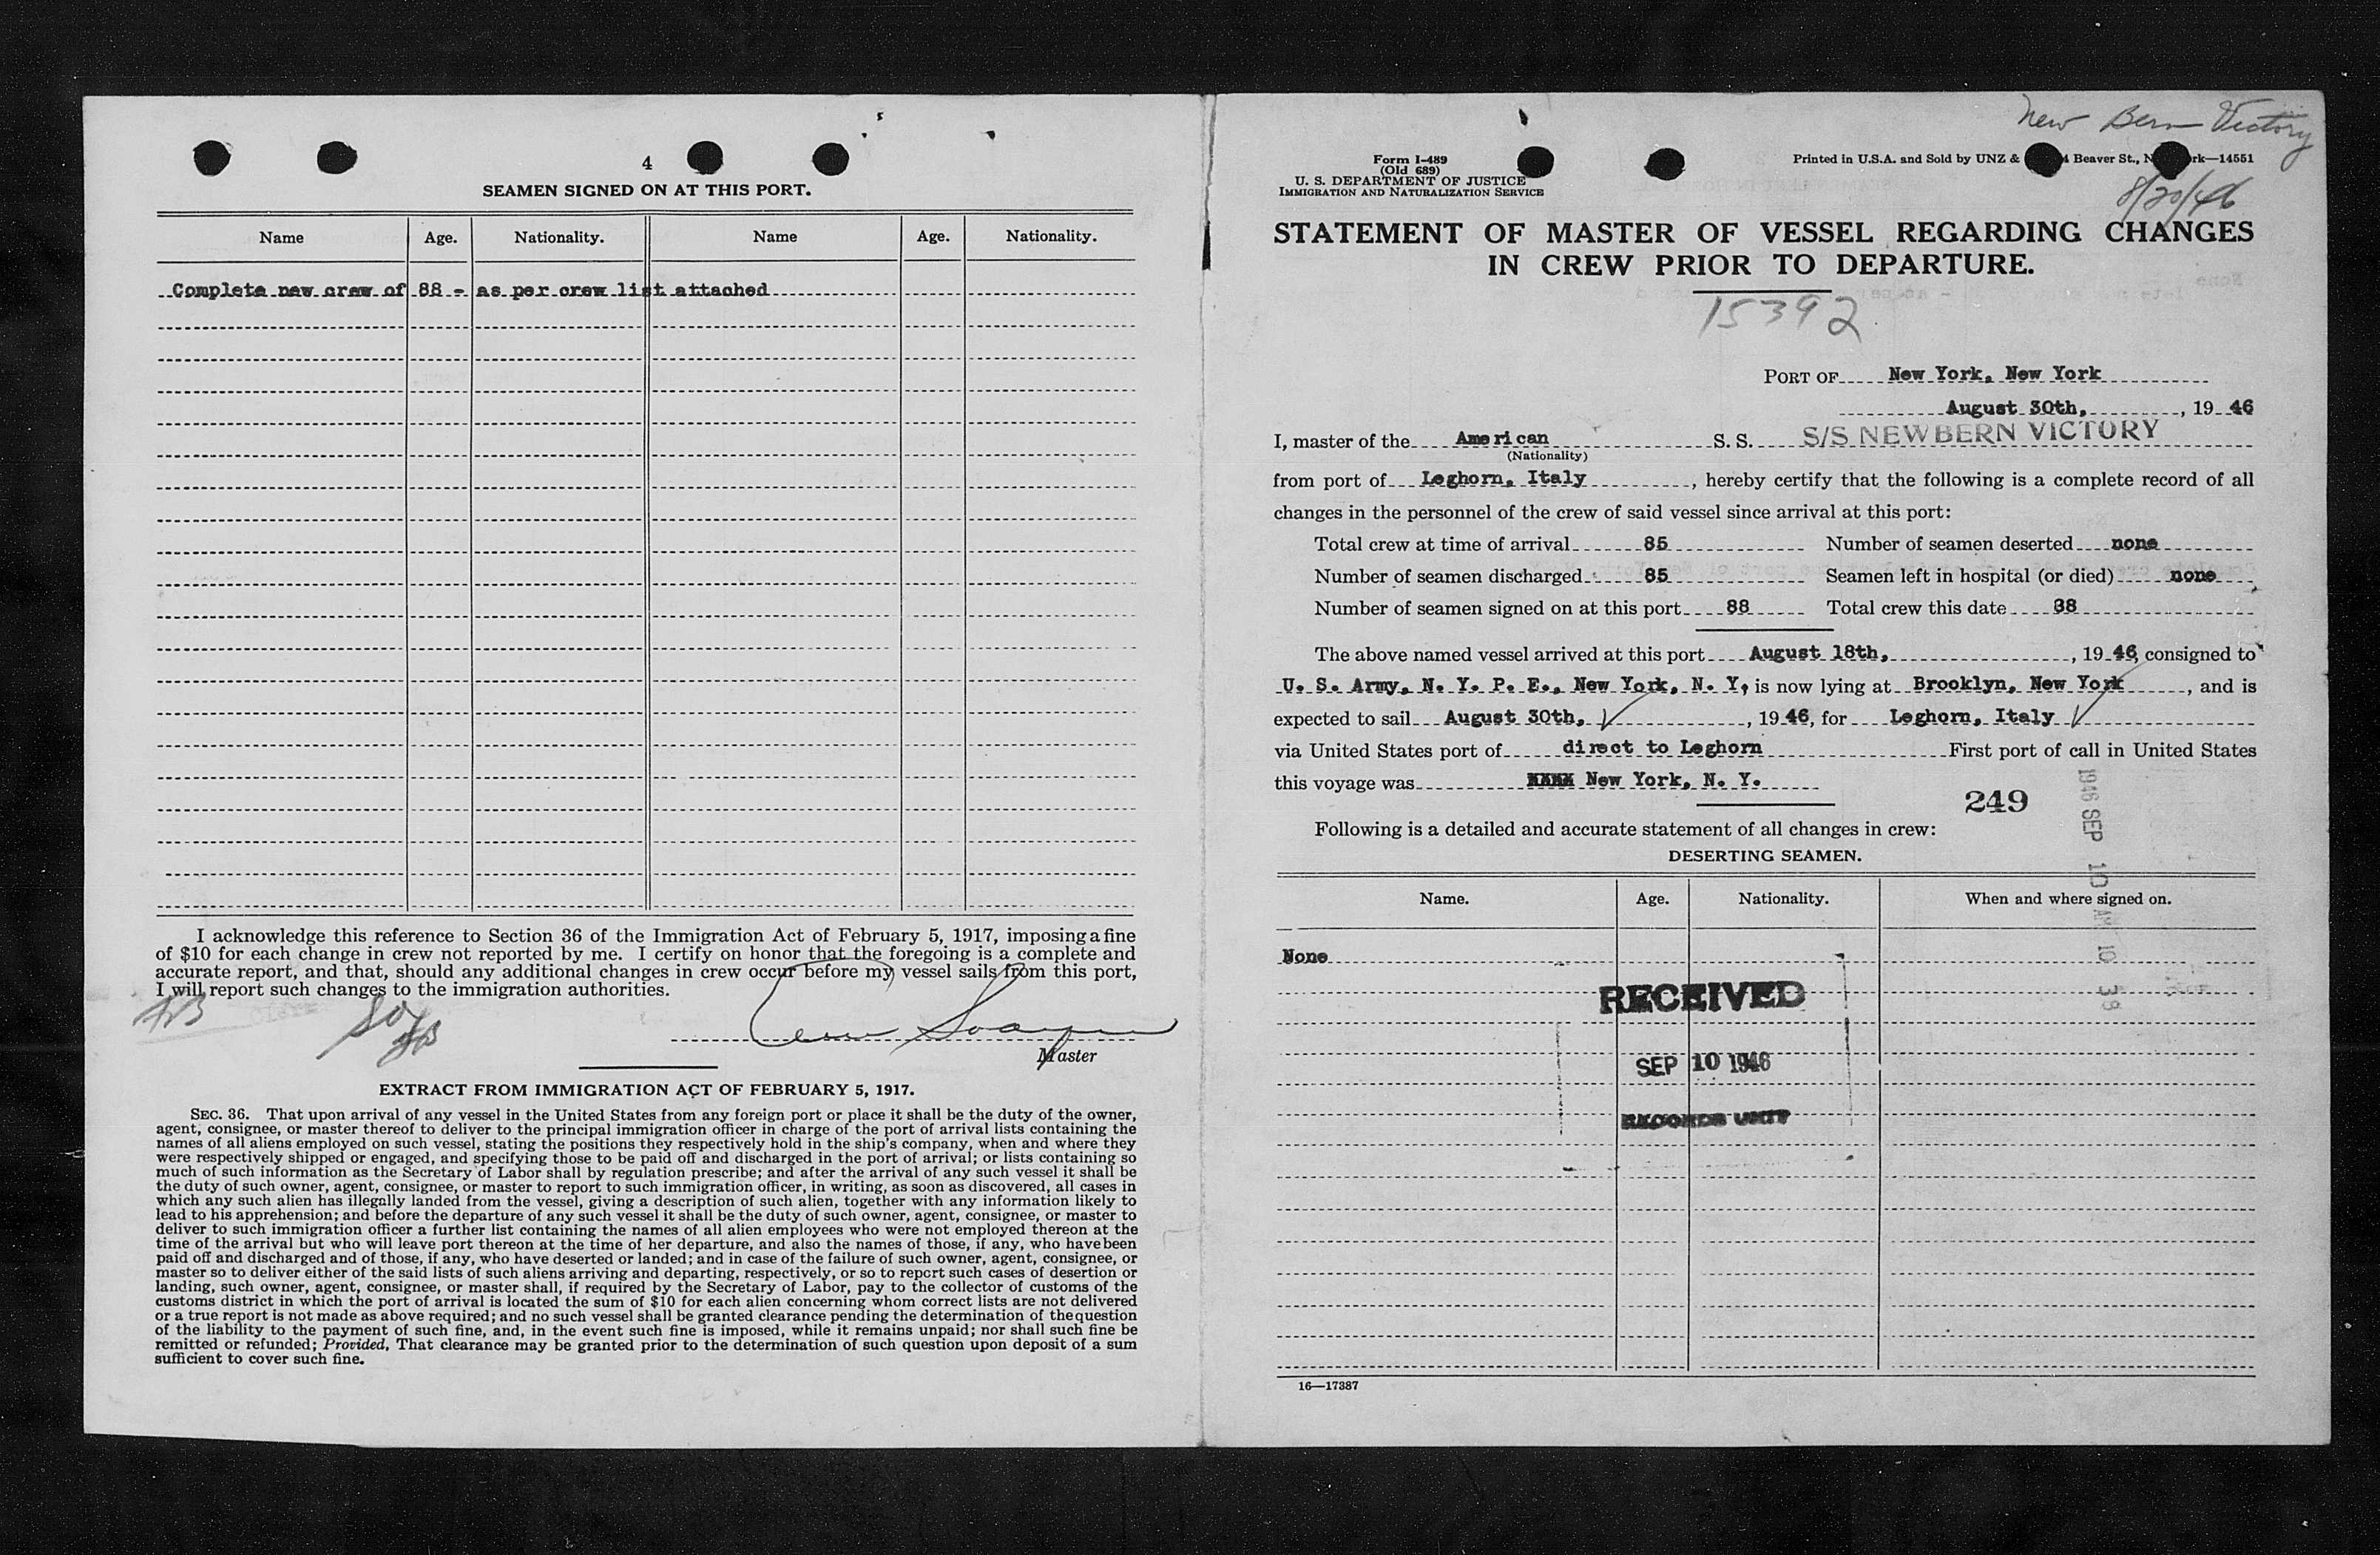 4
SEAMEN SIGNED ON AT THIS PORT.
Name Age. Nationality. Name Age. Nationality.
Complete new crew of 88 - as per crew list attached
I acknowledge this reference to Section 36 of the Immigration Act of February 5, 1917, imposing a fine
of $10 for each change in crew not reported by me. I certify on honor that the foregoing is a complete and
accurate report, and that, should any additional changes in crew occur before my vessel sails from this port,
I will report such changes to the immigration authorities.
Master
EXTRACT FROM IMMIGRATION ACT OF FEBRUARY 5, 1917.
SEC. 36. That upon arrival of any vessel in the United States from any foreign port or place it shall be the duty of the owner,
agent, consignee, or master thereof to deliver to the principal immigration officer in charge of the port of arrival lists containing the
names of all aliens employed on such vessel, stating the positions they respectively hold in the ship's company, when and where they
were respectively shipped or engaged, and specifying those to be paid off and discharged in the port of arrival; or lists containing so
much of such information as the Secretary of Labor shall by regulation prescribe; and after the arrival of any such vessel it shall be
the duty of such owner, agent, consignee, or master to report to such immigration officer, in writing, as soon as discovered, all cases in
which any such alien has illegally landed from the vessel, giving a description of such alien, together with any information likely to
lead to his apprehension; and before the departure of any such vessel it shall be the duty of such owner, agent, consignee, or master to
deliver to such immigration officer a further list containing the names of all alien employees who were not employed thereon at the
time of the arrival but who will leave port thereon at the time of her departure, and also the names of those, if any, who have been
paid off and discharged and of those, if any, who have deserted or landed; and in case of the failure of such owner, agent, consignee, or
master so to deliver either of the said lists of such aliens arriving and departing, respectively, or so to report such cases of desertion or
landing, such owner, agent, consignee, or master shall, if required by the Secretary of Labor, pay to the collector of customs of the
customs district in which the port of arrival is located the sum of $10 for each alien concerning whom correct lists are not delivered
or a true report is not made as above required; and no such vessel shall be granted clearance pending the determination of the question
of the liability to the payment of such fine, and, in the event such fine is imposed, while it remains unpaid; nor shall such fine be
remitted or refunded; Provided, That clearance may be granted prior to the determination of such question upon deposit of a sum
sufficient to cover such fine.
New Bern Victory
Form I-489
(Old 689)
U. S. DEPARTMENT OF JUSTICE
IMMIGRATION AND NATURALIZATION SERVICE
Printed in U.S.A. and Sold by UNZ & Beaver St., 14551
8/30/46
STATEMENT OF MASTER OF VESSEL REGARDING CHANGES
IN CREW PRIOR TO DEPARTURE.
15392
PORT OF New York, New York
August 30th, , 19 46
I, master of the American S. S. S/S NEW BERN VICTORY
(Nationality)
from port of Leghorn, Italy , hereby certify that the following is a complete record of all
changes in the personnel of the crew of said vessel since arrival at this port:
Total crew at time of arrival 85 Number of seamen deserted none
Number of seamen discharged 85 Seamen left in hospital (or died) none
Number of seamen signed on at this port 88 Total crew this date 88
The above named vessel arrived at this port August 18th, , 19 46, consigned to
U. S. Army, N. Y. P. E., New York, N. Y, is now lying at Brooklyn, New York , and is
expected to sail August 30th, , 19 46, for Leghorn, Italy
via United States port of direct to Leghorn First port of call in United States
this voyage was XXXX New York, N. Y.
249
1946 SEP 10 AM 10 38
Following is a detailed and accurate statement of all changes in crew:
DESERTING SEAMEN.
Name. Age. Nationality. When and where signed on.
None
RECEIVED
SEP 10 1946
RECORDS UNIT
16—17387